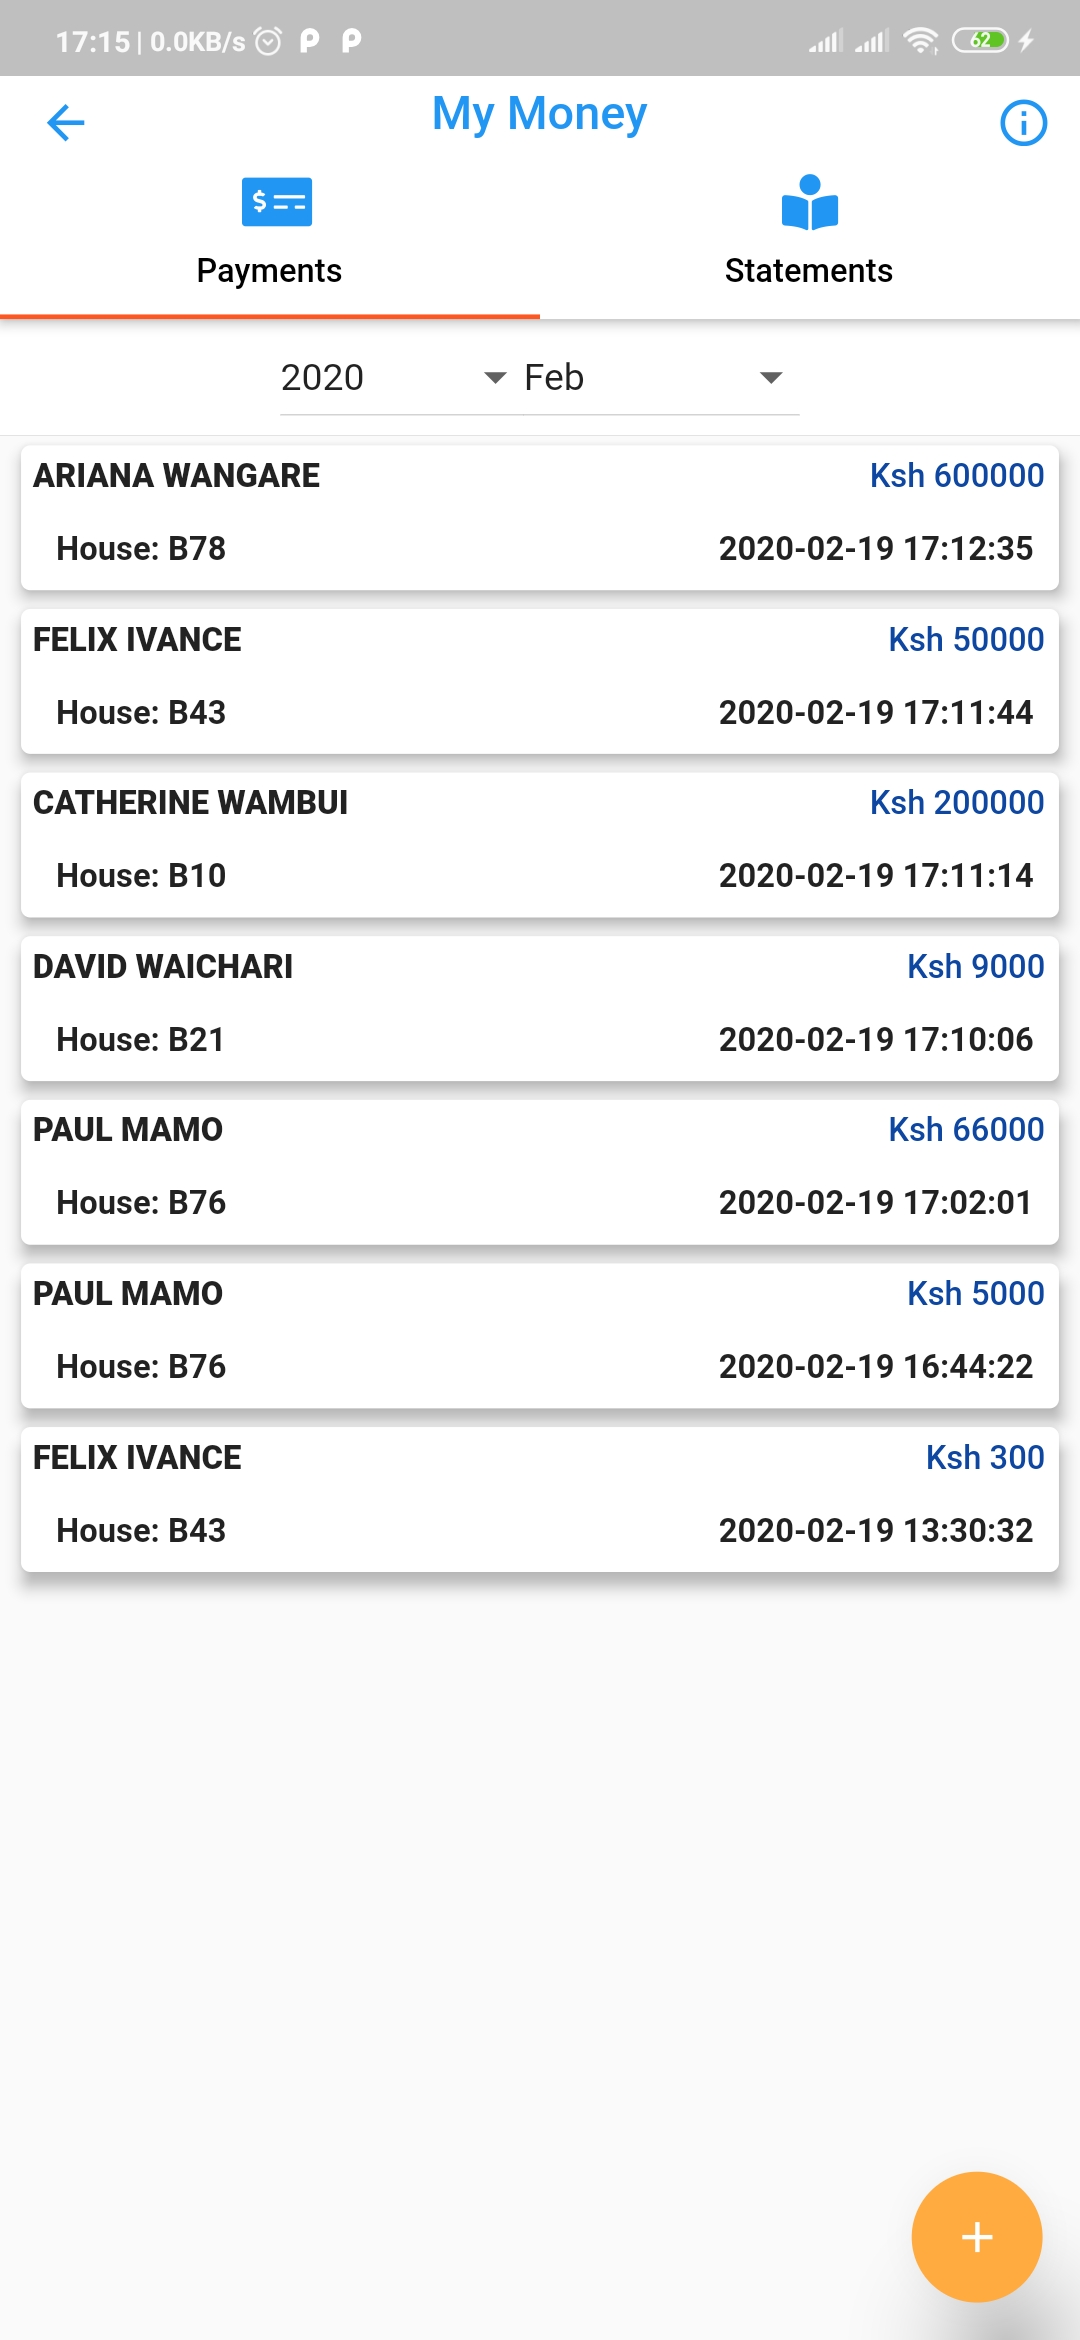 17:15 | 0.0KB/s 62
My Money
Payments Statements
2020 Feb
ARIANA WANGARE Ksh 600000
House: B78 2020-02-19 17:12:35
FELIX IVANCE Ksh 50000
House: B43 2020-02-19 17:11:44
CATHERINE WAMBUI Ksh 200000
House: B10 2020-02-19 17:11:14
DAVID WAICHARI Ksh 9000
House: B21 2020-02-19 17:10:06
PAUL MAMO Ksh 66000
House: B76 2020-02-19 17:02:01
PAUL MAMO Ksh 5000
House: B76 2020-02-19 16:44:22
FELIX IVANCE Ksh 300
House: B43 2020-02-19 13:30:32